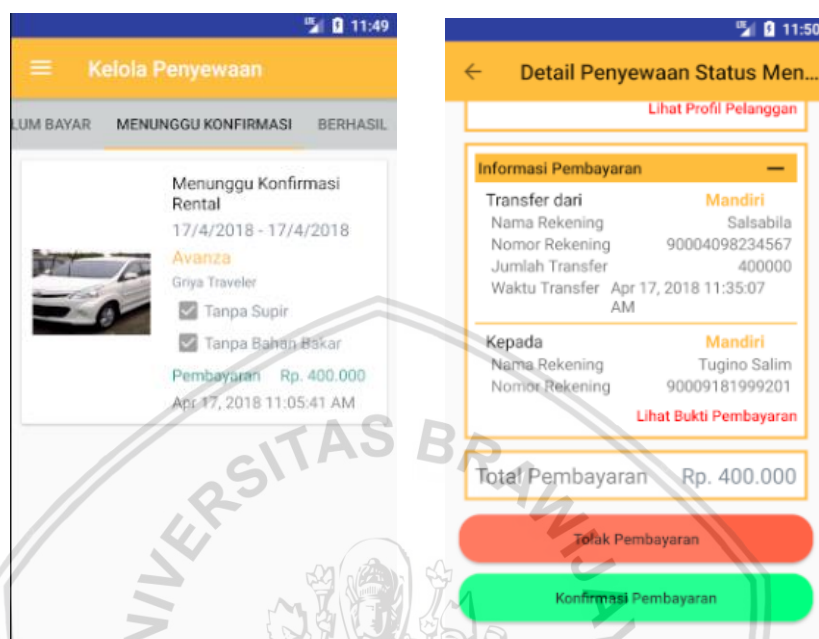 11:49
Kelola Penyewaan
LUM BAYAR MENUNGGU KONFIRMASI BERHASIL
Menunggu Konfirmasi
Rental
17/4/2018 - 17/4/2018
Avanza
Griya Traveler
Tanpa Supir
Tanpa Bahan Bakar
Pembayaran Rp. 400.000
Apr 17, 2018 11:05:41 AM
11:50
Detail Penyewaan Status Men...
Lihat Profil Pelanggan
Informasi Pembayaran
Transfer dari Mandiri
Nama Rekening Salsabila
Nomor Rekening 90004098234567
Jumlah Transfer 400000
Waktu Transfer Apr 17, 2018 11:35:07
AM
Kepada Mandiri
Nama Rekening Tugino Salim
Nomor Rekening 90009181999201
Lihat Bukti Pembayaran
Total Pembayaran Rp. 400.000
Tolak Pembayaran
Konfirmasi Pembayaran
UNIVERSITAS BRAWIJAY